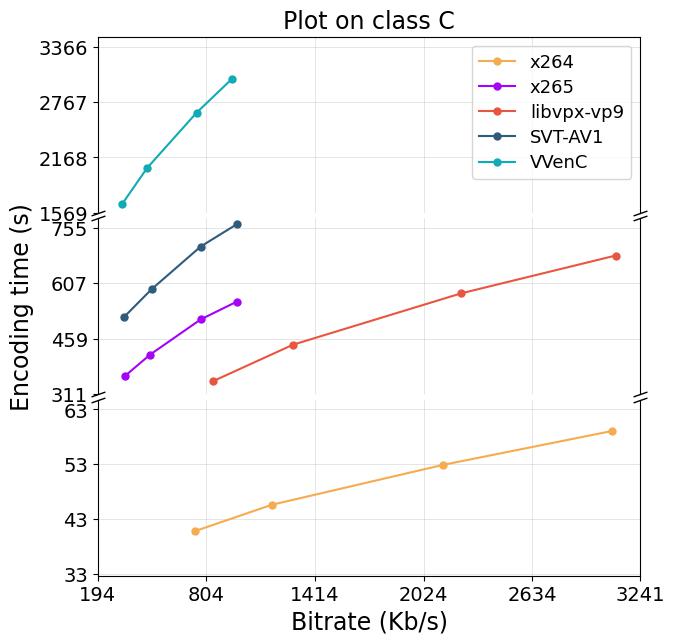 Plot on class C
3366
2767
2168
1569
755
607
459
311
63
53
43
33
Encoding time (s)
x264
x265
libvpx-vp9
SVT-AV1
VVenC
194 804 1414 2024 2634 3241
Bitrate (Kb/s)